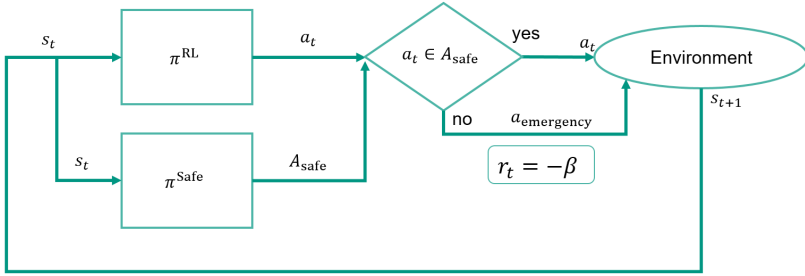 s_t
π^RL
a_t
a_t ∈ A_safe
yes
a_t
Environment
s_{t+1}
no
a_emergency
r_t = −β
s_t
π^Safe
A_safe